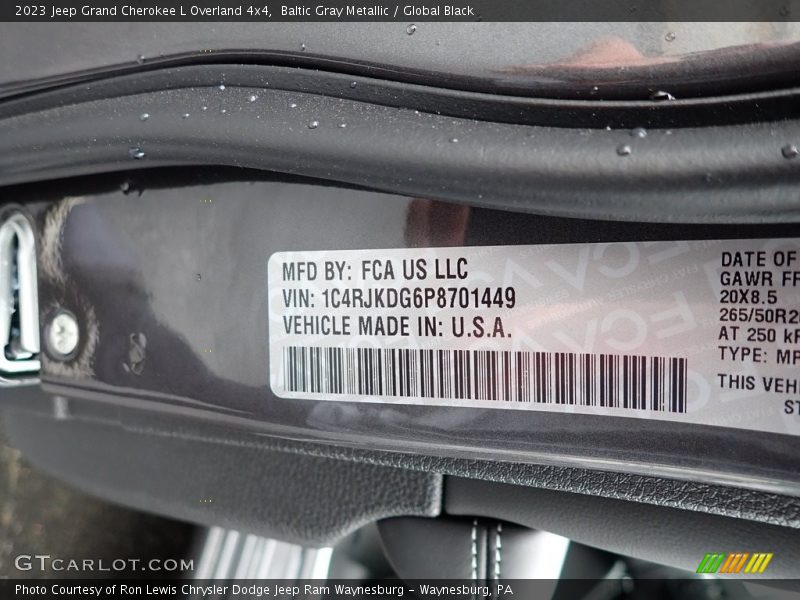 2023 Jeep Grand Cherokee L Overland 4x4, Baltic Gray Metallic / Global Black
MFD BY: FCA US LLC
VIN: 1C4RJKDG6P8701449
VEHICLE MADE IN: U.S.A.
DATE OF
GAWR FR
20X8.5
265/50R2
AT 250 kP
TYPE: MP
THIS VEHI
ST
GTCARLOT.COM
Photo Courtesy of Ron Lewis Chrysler Dodge Jeep Ram Waynesburg - Waynesburg, PA